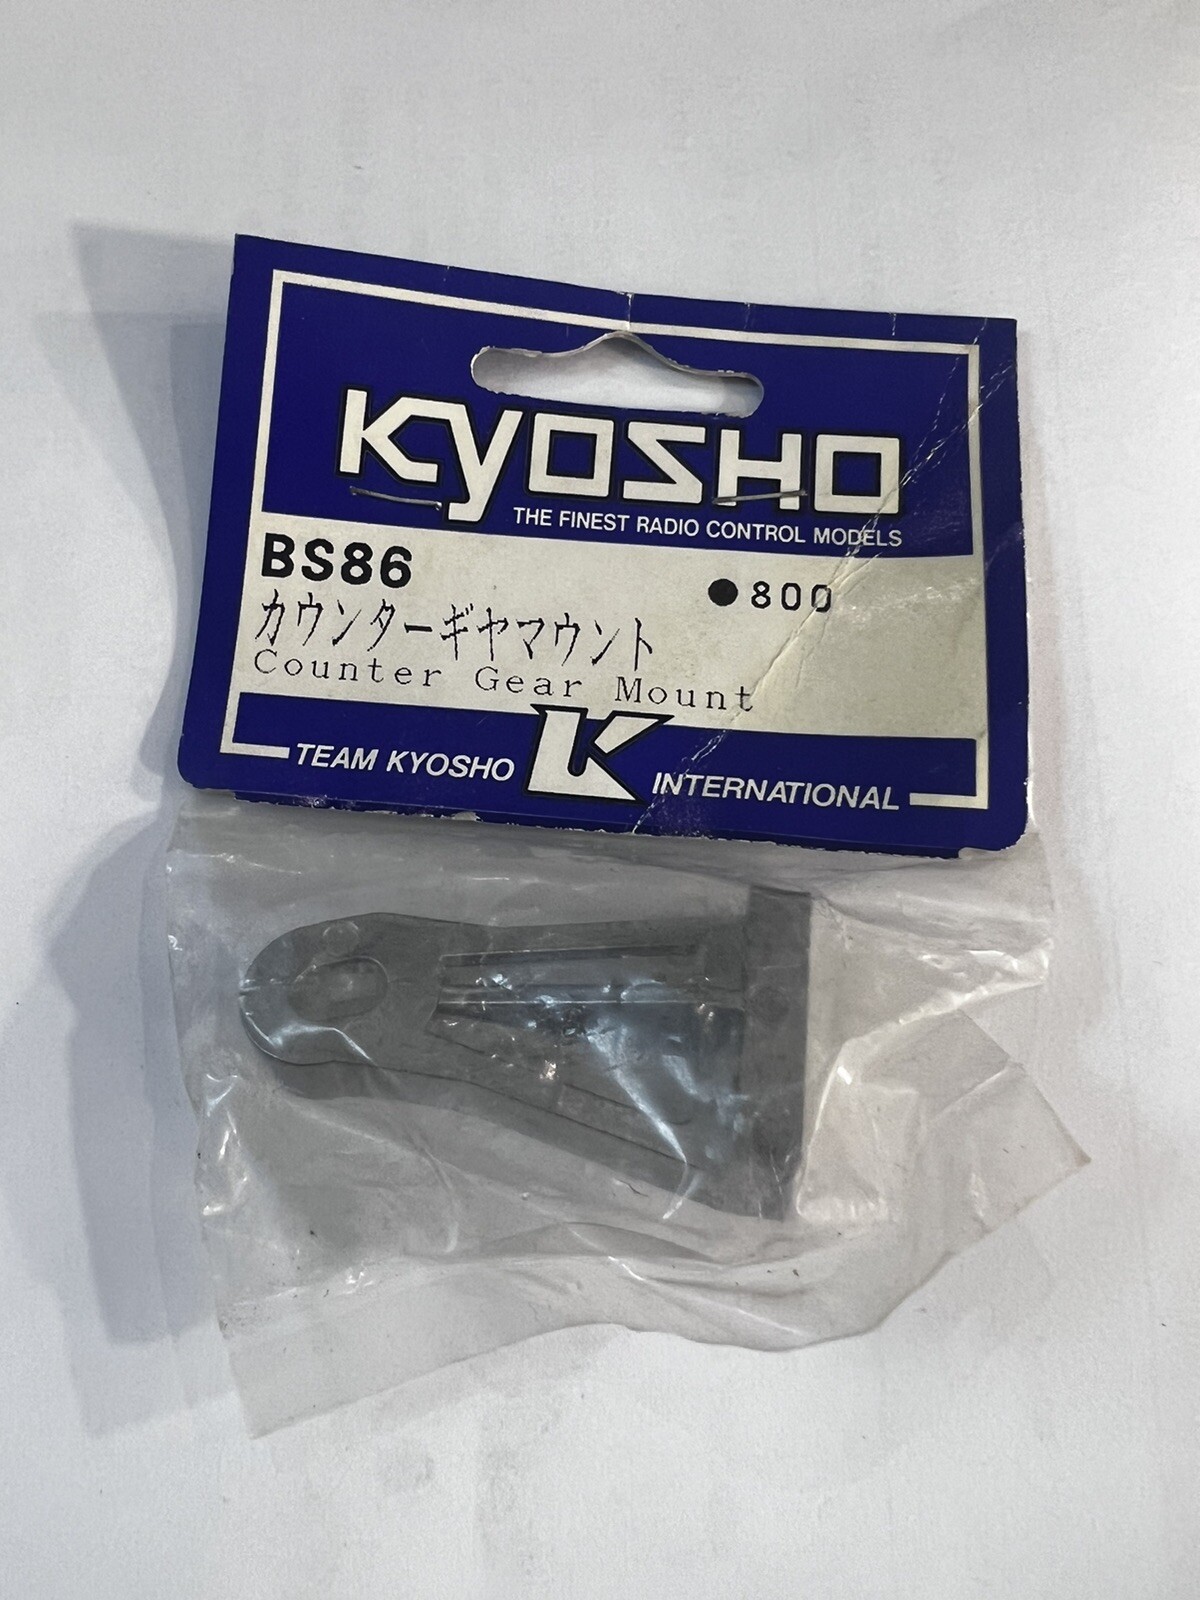 KYOSHO
THE FINEST RADIO CONTROL MODELS
BS86 ●800
カウンターギヤマウント
Counter Gear Mount
TEAM KYOSHO K INTERNATIONAL